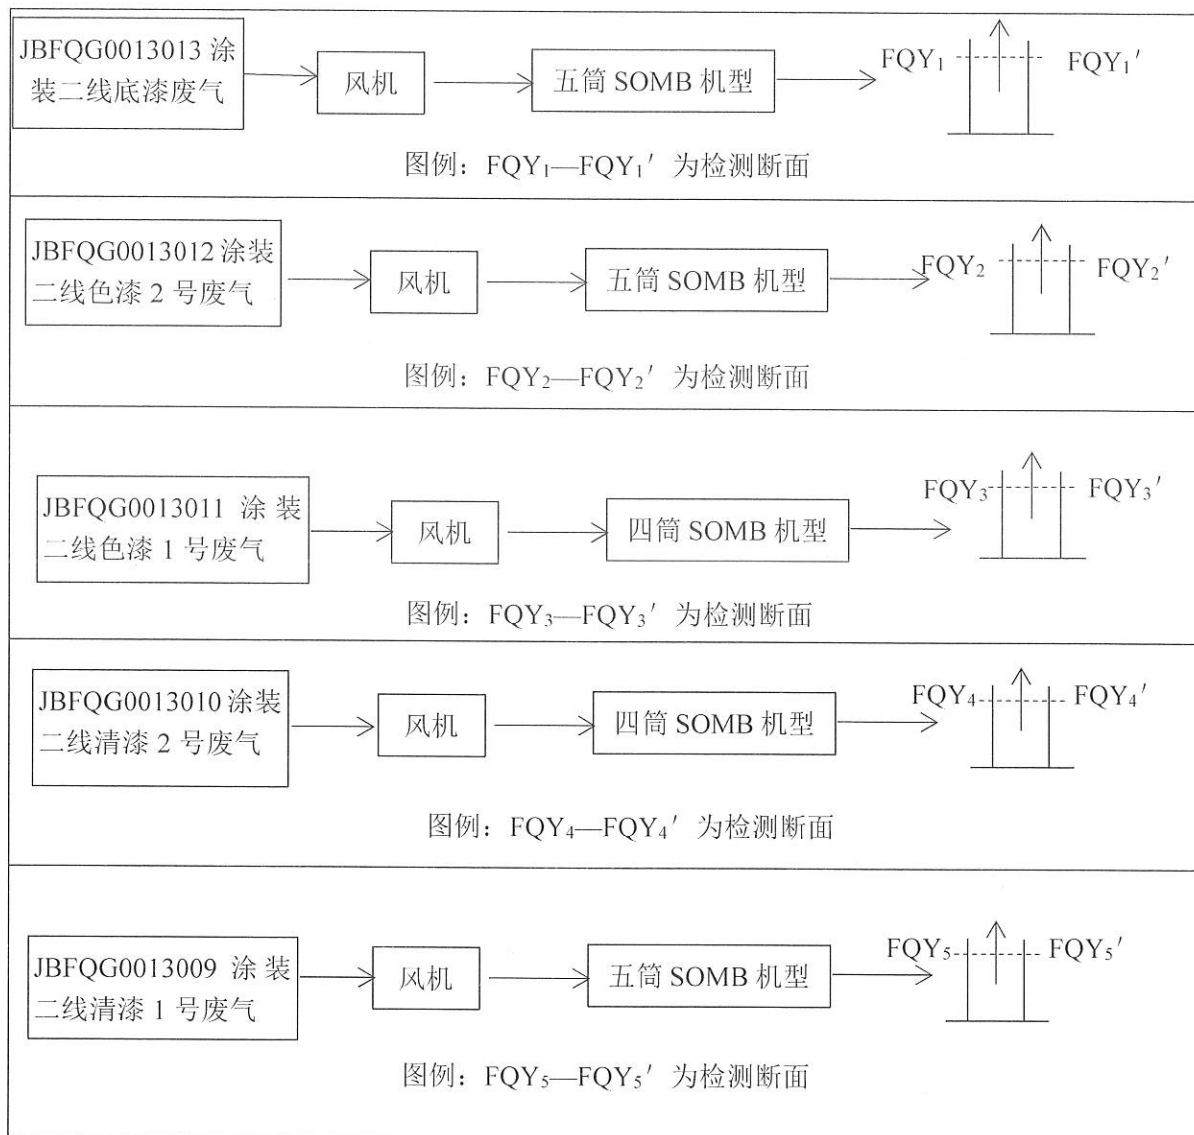 JBFQG0013013 涂
装二线底漆废气
风机
五筒 SOMB 机型
FQY₁
FQY₁′
图例：FQY₁—FQY₁′ 为检测断面
JBFQG0013012 涂装
二线色漆 2 号废气
风机
五筒 SOMB 机型
FQY₂
FQY₂′
图例：FQY₂—FQY₂′ 为检测断面
JBFQG0013011 涂 装
二线色漆 1 号废气
风机
四筒 SOMB 机型
FQY₃
FQY₃′
图例：FQY₃—FQY₃′ 为检测断面
JBFQG0013010 涂装
二线清漆 2 号废气
风机
四筒 SOMB 机型
FQY₄
FQY₄′
图例：FQY₄—FQY₄′ 为检测断面
JBFQG0013009 涂 装
二线清漆 1 号废气
风机
五筒 SOMB 机型
FQY₅
FQY₅′
图例：FQY₅—FQY₅′ 为检测断面